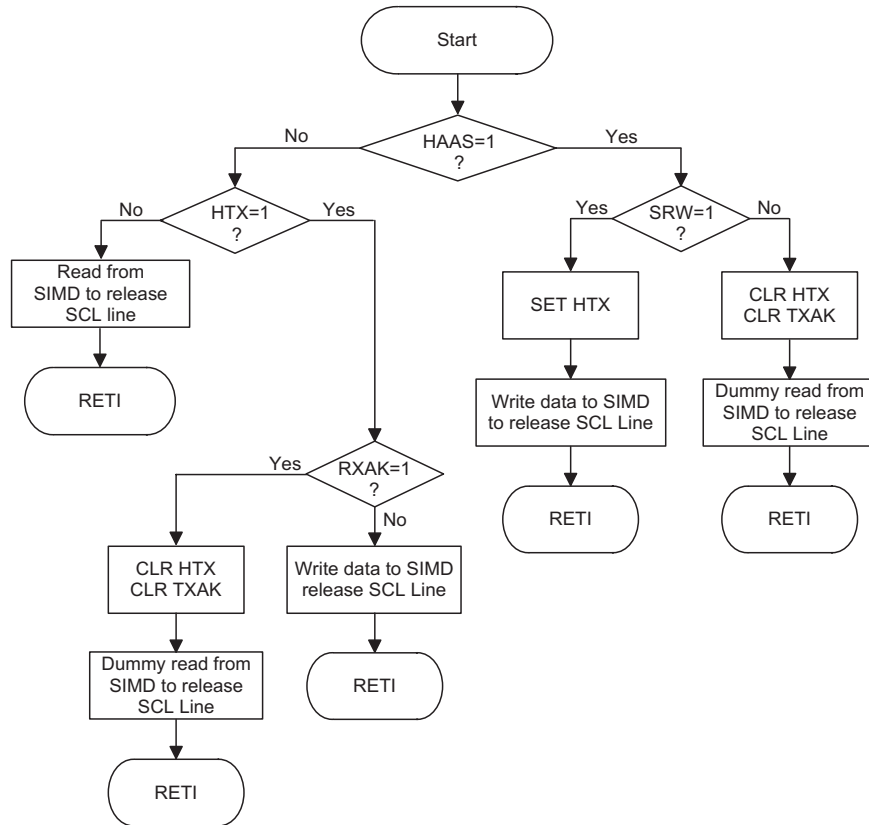 Start
HAAS=1
?
No
Yes
HTX=1
?
No
Yes
SRW=1
?
Yes
No
Read from
SIMD to release
SCL line
RETI
SET HTX
CLR HTX
CLR TXAK
Write data to SIMD
to release SCL Line
Dummy read from
SIMD to release
SCL Line
RETI
RETI
RXAK=1
?
Yes
No
CLR HTX
CLR TXAK
Write data to SIMD
release SCL Line
Dummy read from
SIMD to release
SCL Line
RETI
RETI